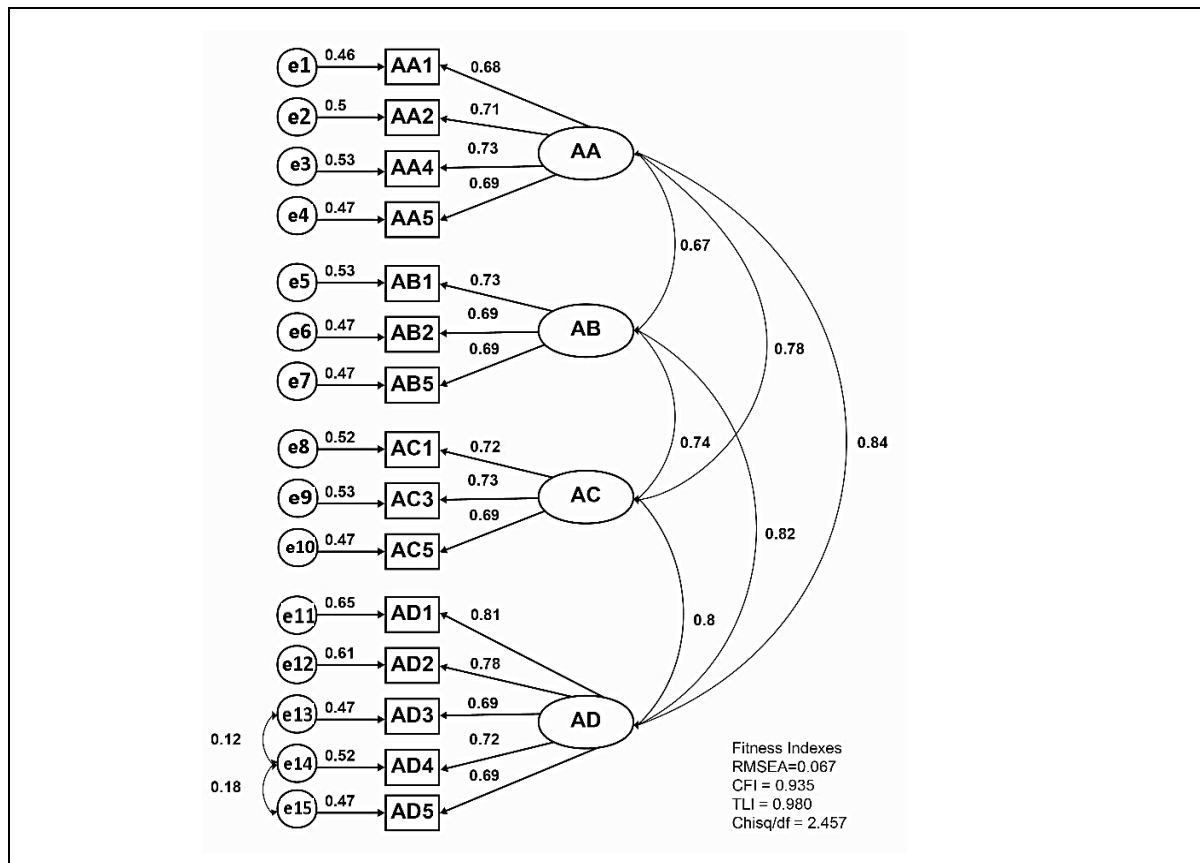 e1 0.46 AA1 0.68
e2 0.5 AA2 0.71
AA
e3 0.53 AA4 0.73
e4 0.47 AA5 0.69
0.67
e5 0.53 AB1 0.73
e6 0.47 AB2 0.69
AB
e7 0.47 AB5 0.69
0.78
0.74
0.84
e8 0.52 AC1 0.72
e9 0.53 AC3 0.73
AC
e10 0.47 AC5 0.69
0.82
e11 0.65 AD1 0.81
0.8
e12 0.61 AD2 0.78
e13 0.47 AD3 0.69
AD
0.12
e14 0.52 AD4 0.72
0.18
e15 0.47 AD5 0.69
Fitness Indexes
RMSEA=0.067
CFI = 0.935
TLI = 0.980
Chisq/df = 2.457